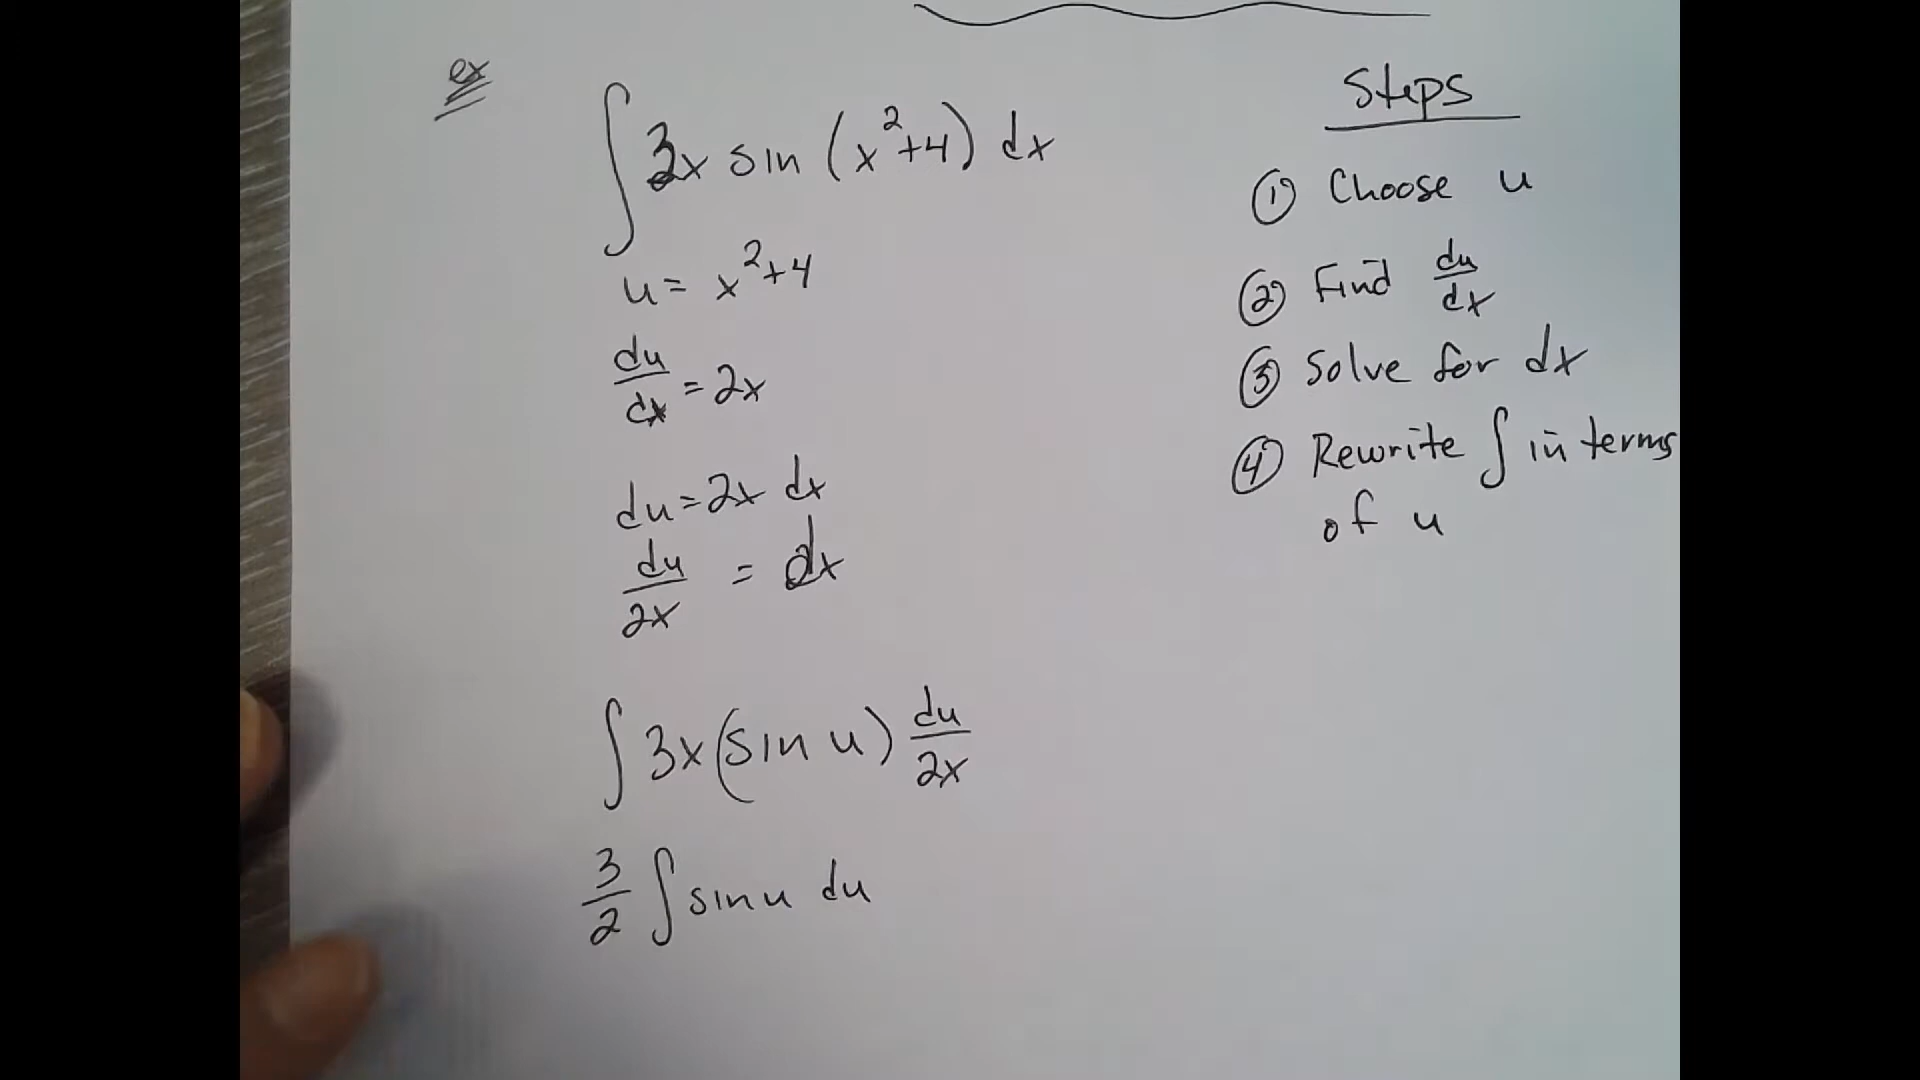 ex
∫ 3x sin (x²+4) dx
u = x²+4
du/dx = 2x
du = 2x dx
du/2x = dx
∫ 3x (sin u) du/2x
3/2 ∫ sin u du
Steps
① Choose u
② Find du/dx
③ Solve for dx
④ Rewrite ∫ in terms
of u